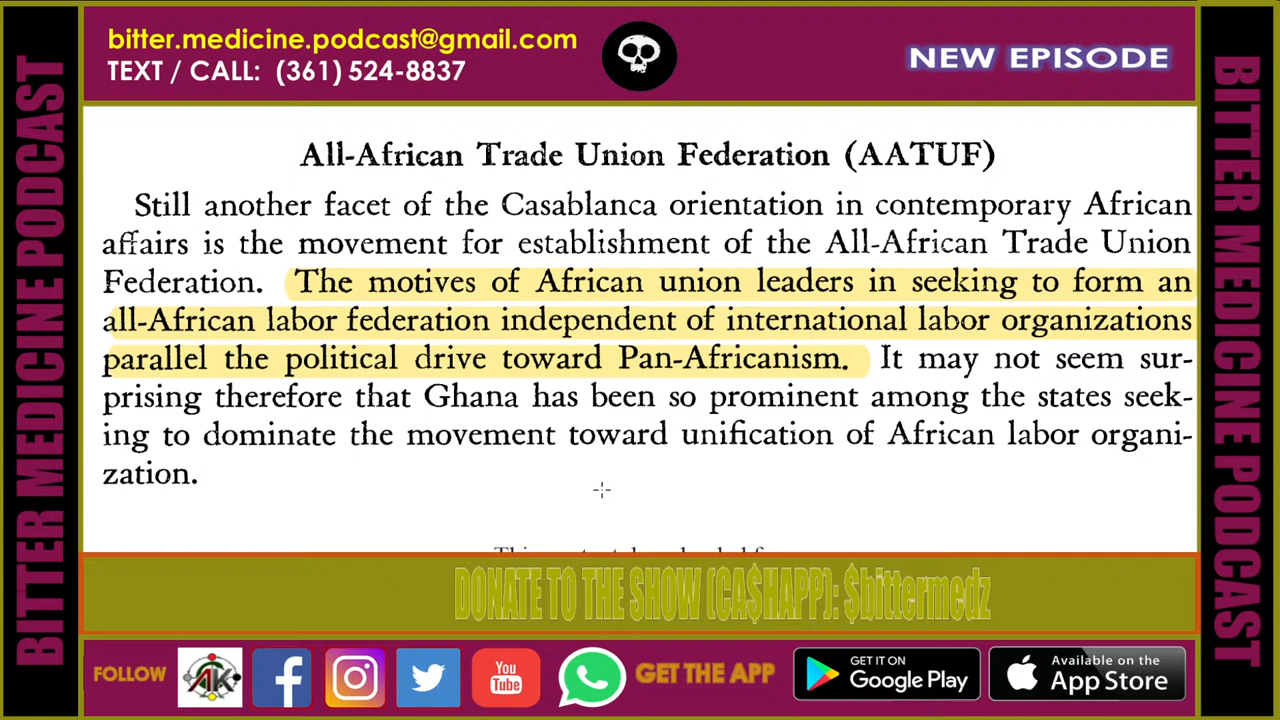 bitter.medicine.podcast@gmail.com
TEXT / CALL: (361) 524-8837
NEW EPISODE
BITTER MEDICINE PODCAST
All-African Trade Union Federation (AATUF)
Still another facet of the Casablanca orientation in contemporary African
affairs is the movement for establishment of the All-African Trade Union
Federation. The motives of African union leaders in seeking to form an
all-African labor federation independent of international labor organizations
parallel the political drive toward Pan-Africanism. It may not seem sur-
prising therefore that Ghana has been so prominent among the states seek-
ing to dominate the movement toward unification of African labor organi-
zation.
BITTER MEDICINE PODCAST
DONATE TO THE SHOW (CA$HAPP): $bittermedz
FOLLOW
You
Tube
GET THE APP
GET IT ON
Google Play
Available on the
App Store